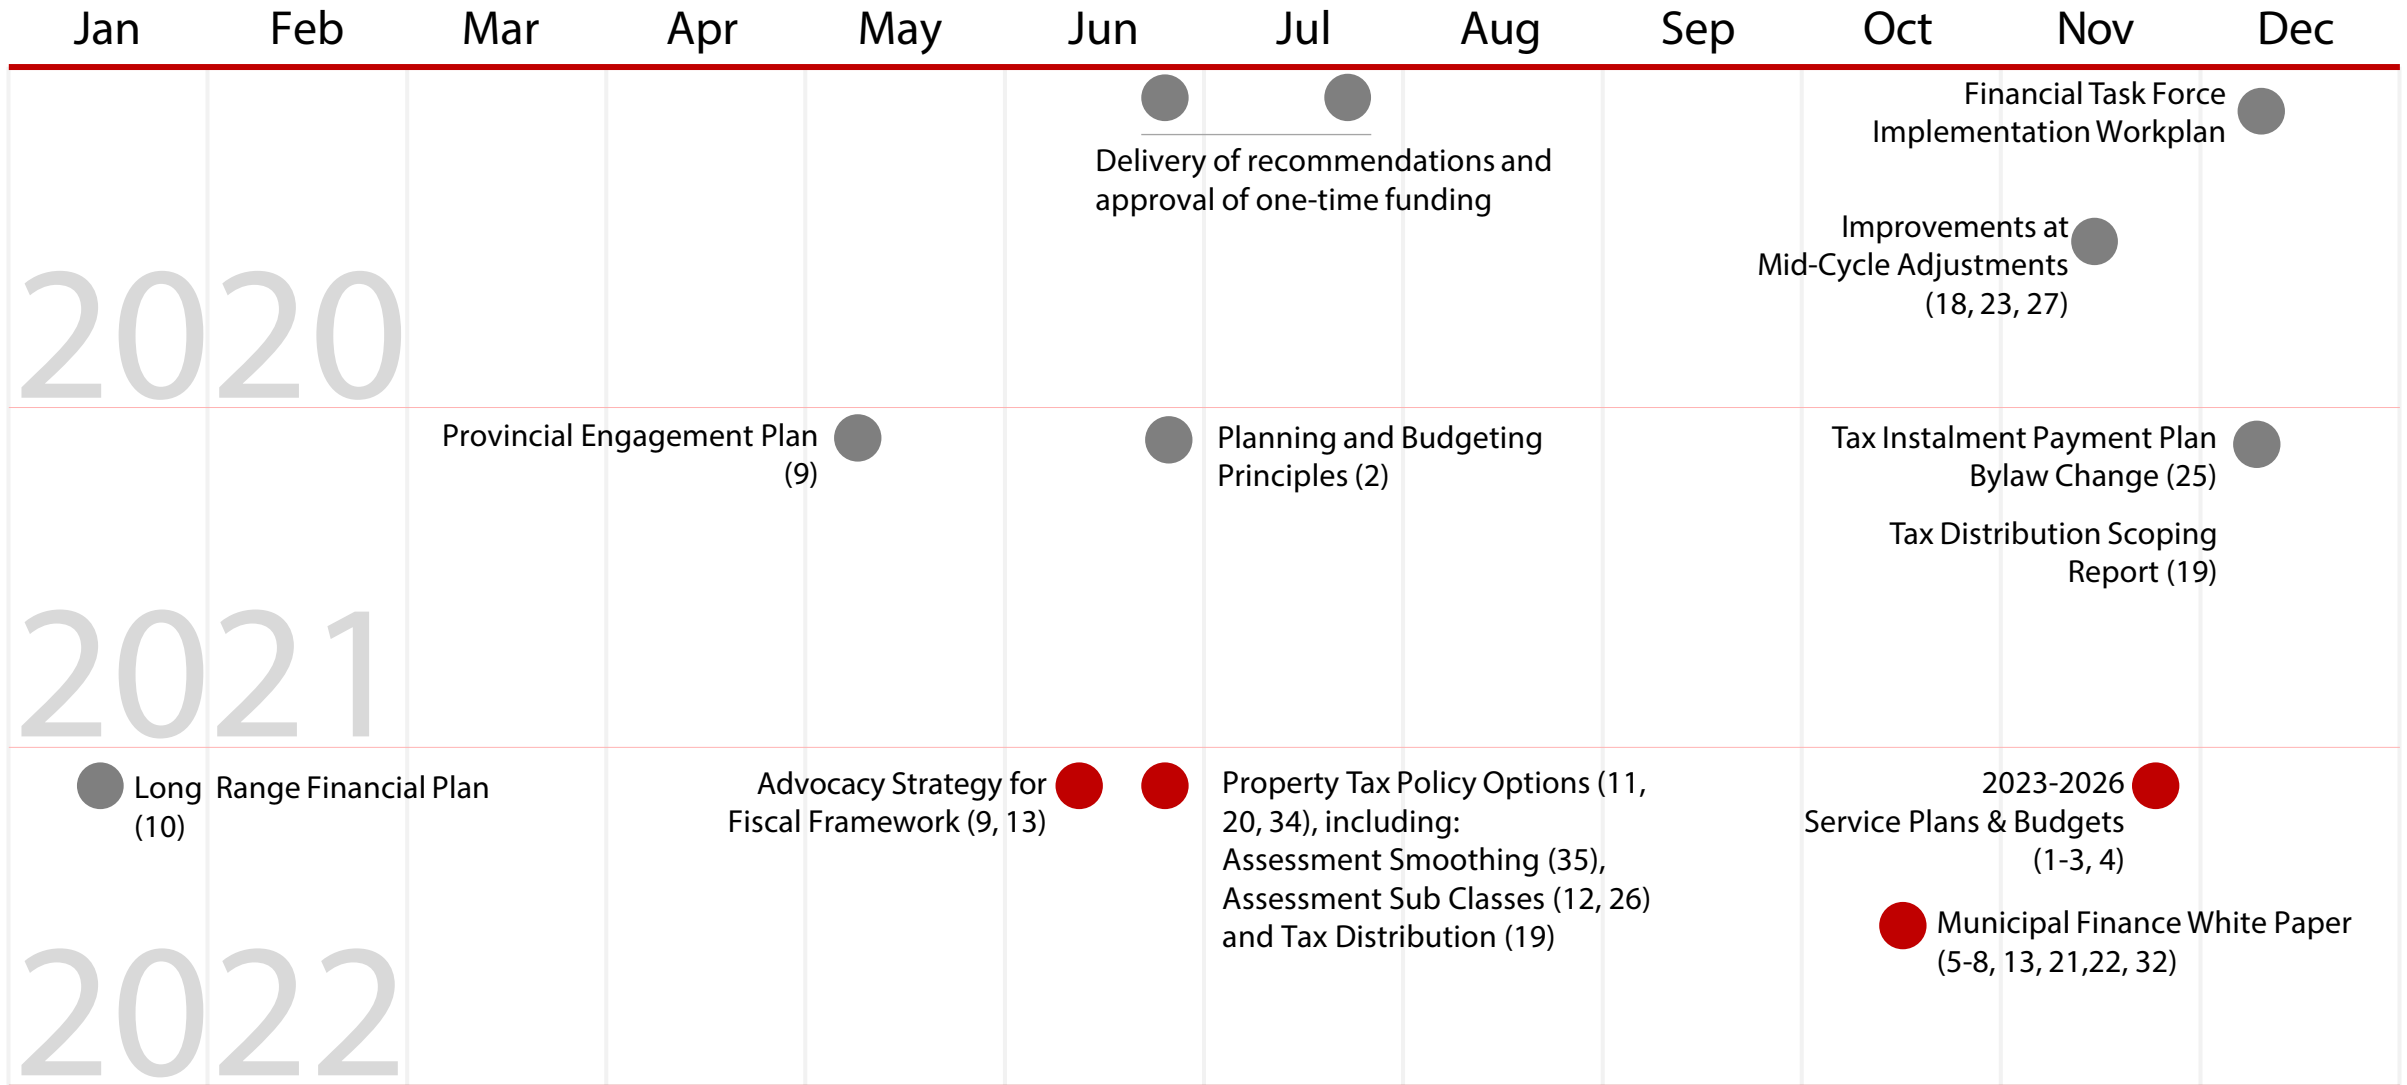 Jan Feb Mar Apr May Jun Jul Aug Sep Oct Nov Dec
2020
Delivery of recommendations and
approval of one-time funding
Financial Task Force
Implementation Workplan
Improvements at
Mid-Cycle Adjustments
(18, 23, 27)
2021
Provincial Engagement Plan
(9)
Planning and Budgeting
Principles (2)
Tax Instalment Payment Plan
Bylaw Change (25)
Tax Distribution Scoping
Report (19)
2022
Long Range Financial Plan
(10)
Advocacy Strategy for
Fiscal Framework (9, 13)
Property Tax Policy Options (11,
20, 34), including:
Assessment Smoothing (35),
Assessment Sub Classes (12, 26)
and Tax Distribution (19)
2023-2026
Service Plans & Budgets
(1-3, 4)
Municipal Finance White Paper
(5-8, 13, 21,22, 32)